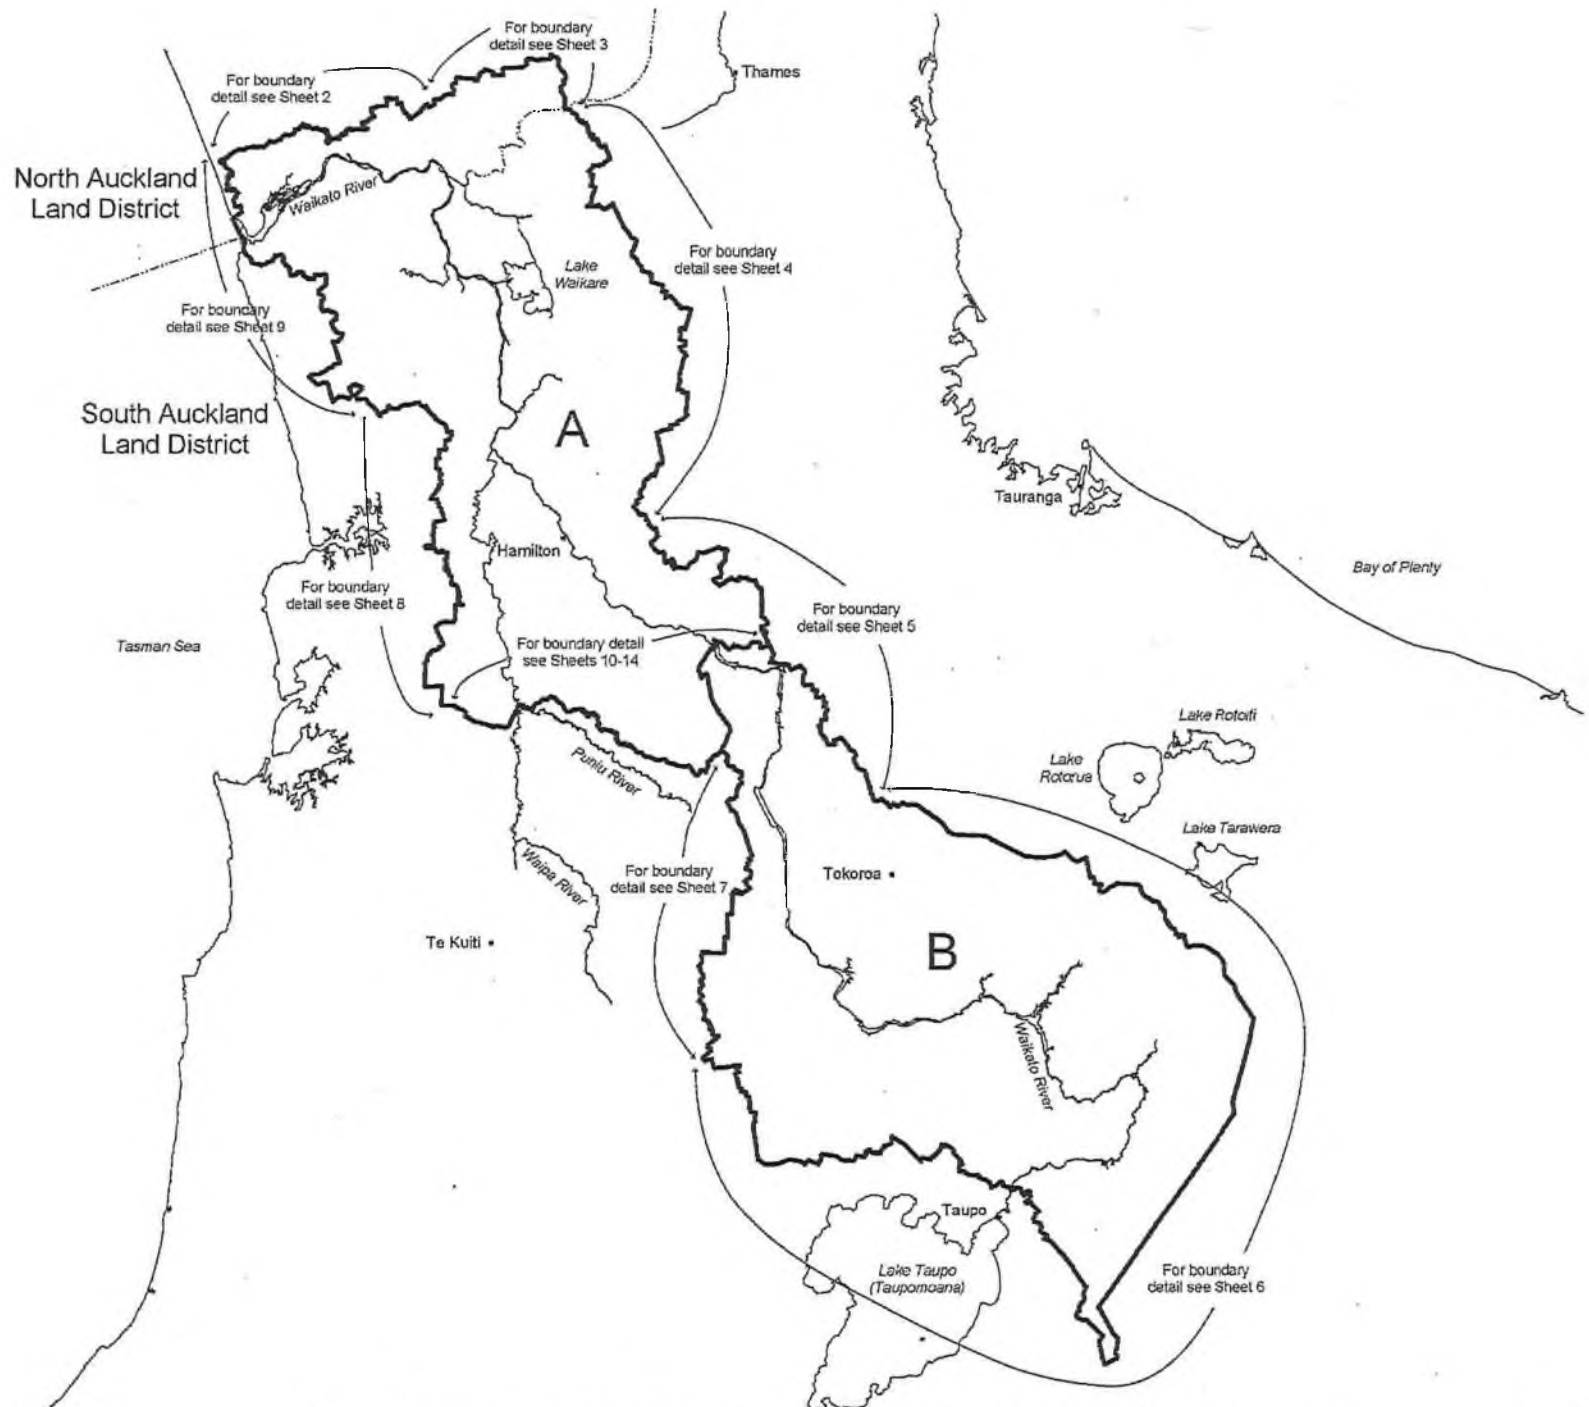 For boundary
detail see Sheet 3
Thames
For boundary
detail see Sheet 2
North Auckland
Land District
Waikato River
For boundary
detail see Sheet 4
Lake
Waikare
For boundary
detail see Sheet 9
South Auckland
Land District
A
Tauranga
Hamilton
Bay of Plenty
For boundary
detail see Sheet 8
For boundary
detail see Sheet 5
Tasman Sea
For boundary detail
see Sheets 10-14
Lake Rotoiti
Lake
Rotorua
Puniu River
Lake Tarawera
Waipa River
For boundary
detail see Sheet 7
Tokoroa
Te Kuiti
B
Waikato River
Taupo
Lake Taupo
(Taupomoana)
For boundary
detail see Sheet 6